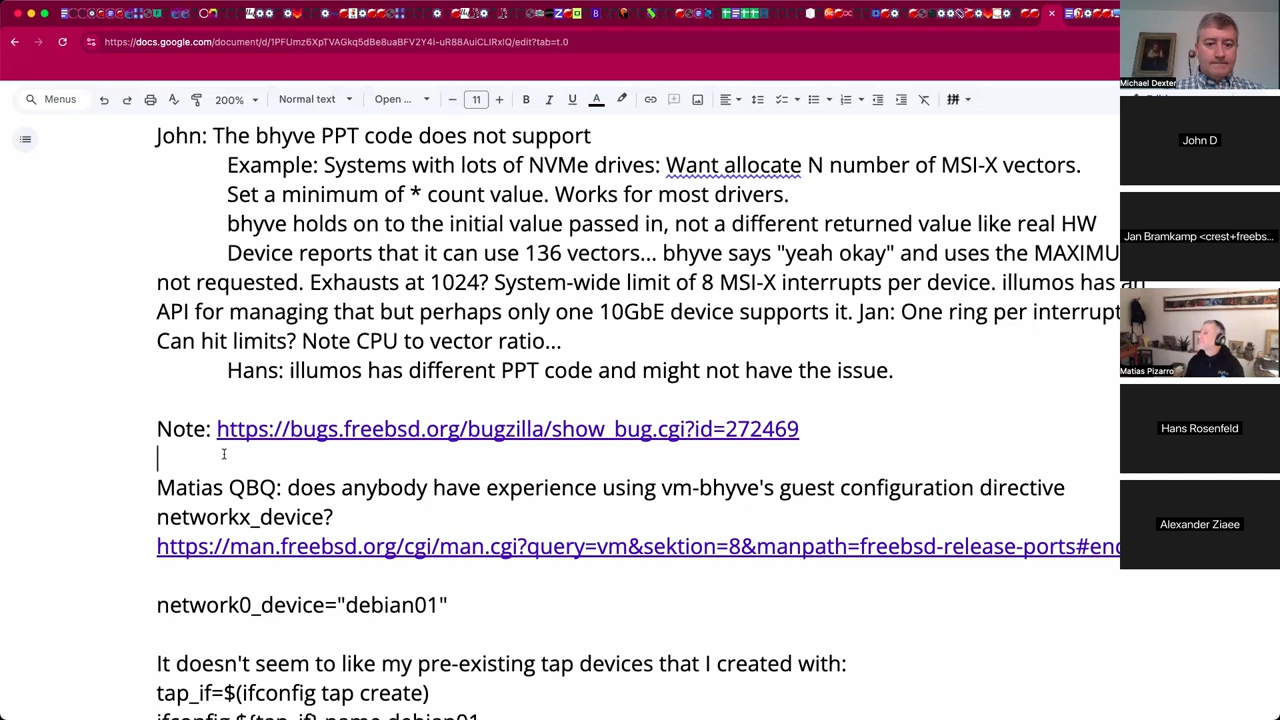 https://docs.google.com/document/d/1PFUmz6XpTVAGkq5dBe8uaBFV2Y4i-uR88AuiCLIRxIQ/edit?tab=t.0
Menus 200% Normal text Open ... 11
John: The bhyve PPT code does not support
Example: Systems with lots of NVMe drives: Want allocate N number of MSI-X vectors.
Set a minimum of * count value. Works for most drivers.
bhyve holds on to the initial value passed in, not a different returned value like real HW
Device reports that it can use 136 vectors... bhyve says "yeah okay" and uses the MAXIMU
not requested. Exhausts at 1024? System-wide limit of 8 MSI-X interrupts per device. illumos has an
API for managing that but perhaps only one 10GbE device supports it. Jan: One ring per interrupt
Can hit limits? Note CPU to vector ratio...
Hans: illumos has different PPT code and might not have the issue.
Note: https://bugs.freebsd.org/bugzilla/show_bug.cgi?id=272469
Matias QBQ: does anybody have experience using vm-bhyve's guest configuration directive
networkx_device?
https://man.freebsd.org/cgi/man.cgi?query=vm&sektion=8&manpath=freebsd-release-ports#end
network0_device="debian01"
It doesn't seem to like my pre-existing tap devices that I created with:
tap_if=$(ifconfig tap create)
ifconfig ${tap_if} name debian01
Michael Dexter
John D
Jan Bramkamp <crest+freebs...
Matias Pizarro
Hans Rosenfeld
Alexander Ziaee